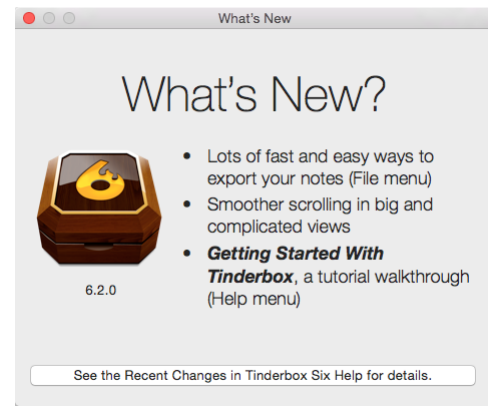 What's New
What's New?
• Lots of fast and easy ways to
export your notes (File menu)
• Smoother scrolling in big and
complicated views
• Getting Started With
Tinderbox, a tutorial walkthrough
(Help menu)
6
6.2.0
See the Recent Changes in Tinderbox Six Help for details.